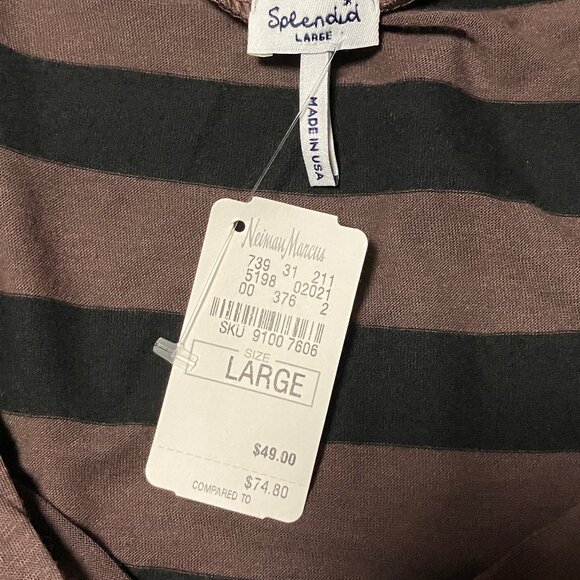 Splendid
LARGE
MADE IN USA
Neiman Marcus
739 31 211
5198 02021
00 376 2
SKU 9100 7606
SIZE
LARGE
$49.00
$74.80
COMPARED TO